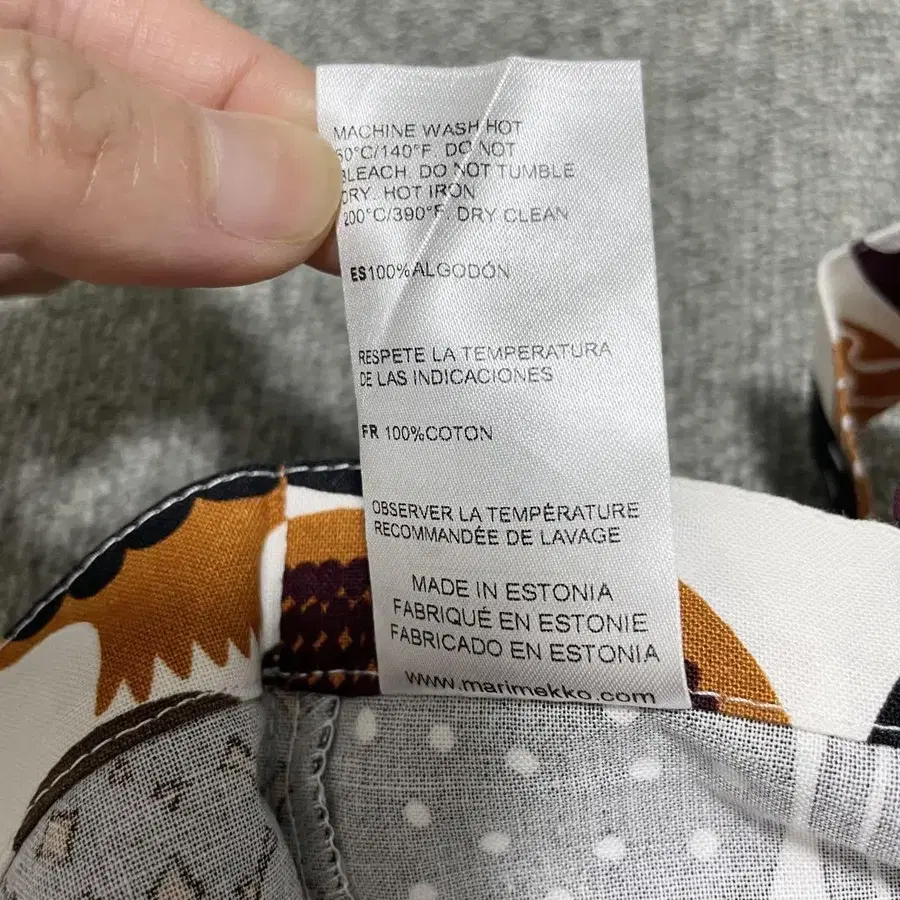 MACHINE WASH HOT
60°C/140°F. DO NOT
BLEACH. DO NOT TUMBLE
DRY. HOT IRON
200°C/390°F. DRY CLEAN
ES 100% ALGODÓN
RESPETE LA TEMPERATURA
DE LAS INDICACIONES
FR 100% COTON
OBSERVER LA TEMPÉRATURE
RECOMMANDÉE DE LAVAGE
MADE IN ESTONIA
FABRIQUÉ EN ESTONIE
FABRICADO EN ESTONIA
www.marimekko.com